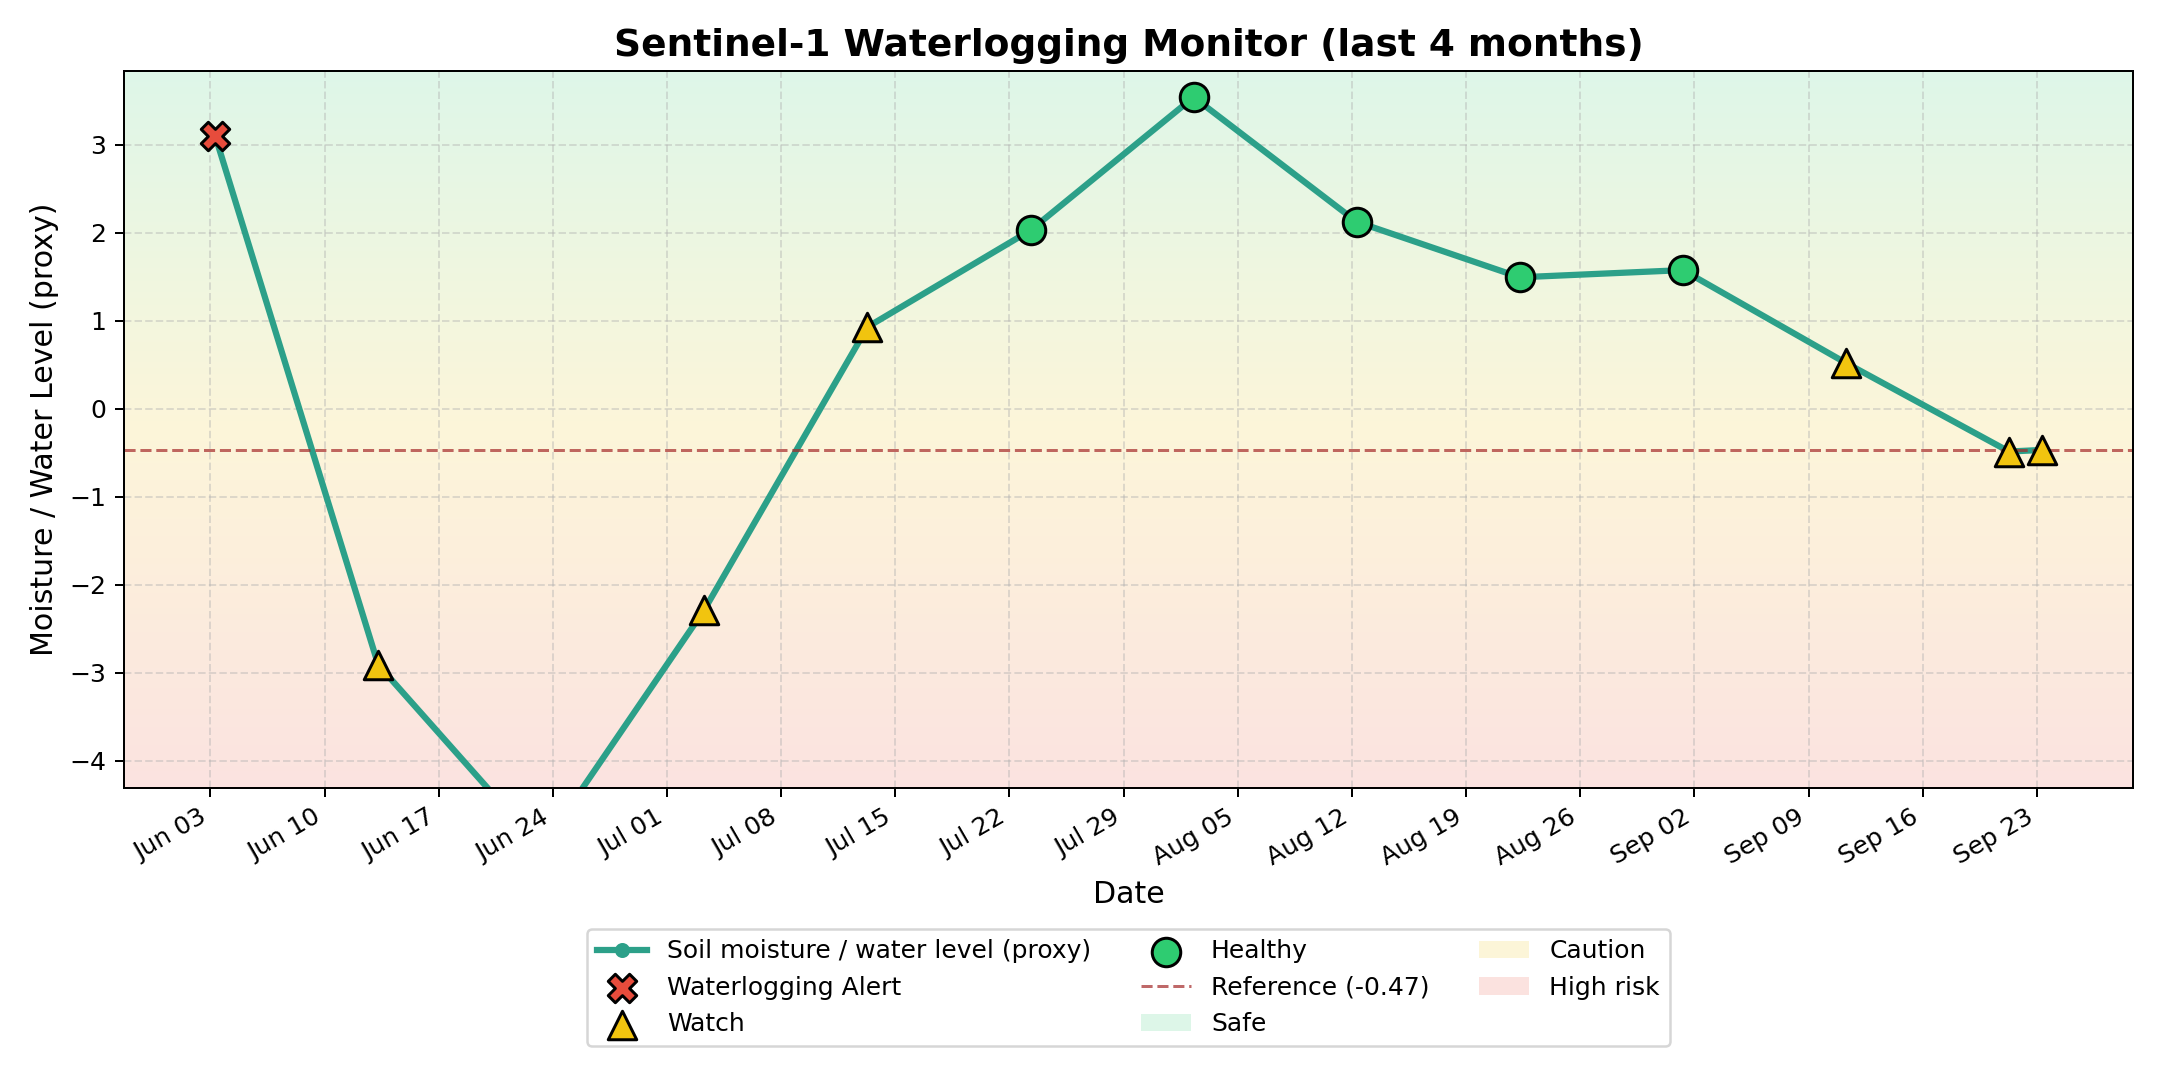 Sentinel-1 Waterlogging Monitor (last 4 months)
Moisture / Water Level (proxy)
3
2
1
0
−1
−2
−3
−4
Jun 03
Jun 10
Jun 17
Jun 24
Jul 01
Jul 08
Jul 15
Jul 22
Jul 29
Aug 05
Aug 12
Aug 19
Aug 26
Sep 02
Sep 09
Sep 16
Sep 23
Date
Soil moisture / water level (proxy)
Waterlogging Alert
Watch
Healthy
Reference (-0.47)
Safe
Caution
High risk